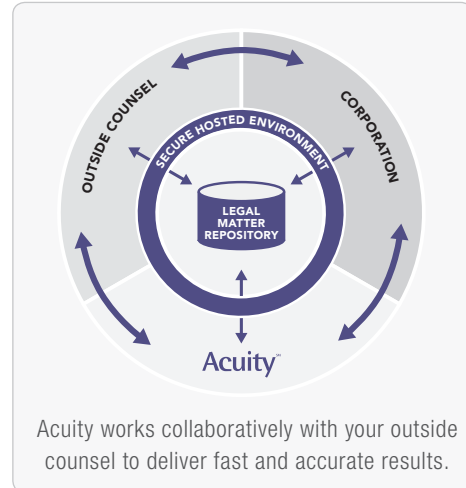 OUTSIDE COUNSEL
CORPORATION
SECURE HOSTED ENVIRONMENT
LEGAL
MATTER
REPOSITORY
Acuity™
Acuity works collaboratively with your outside
counsel to deliver fast and accurate results.